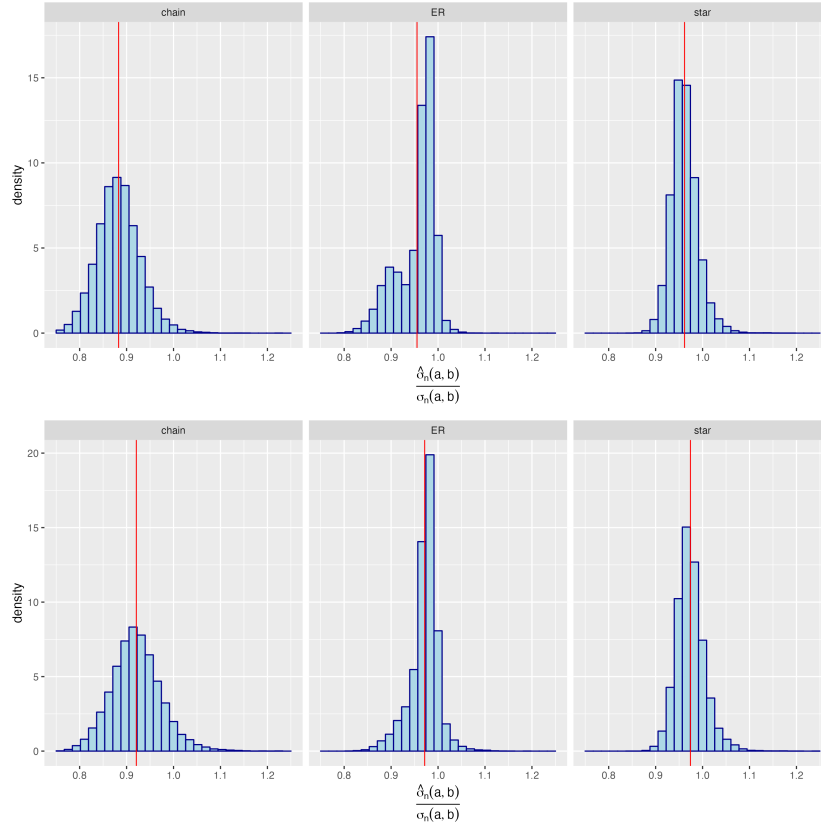 chain ER star
density
15
10
5
0
0.8 0.9 1.0 1.1 1.2 0.8 0.9 1.0 1.1 1.2 0.8 0.9 1.0 1.1 1.2
σ̂ₙ(a, b)
σₙ(a, b)
chain ER star
density
20
15
10
5
0
0.8 0.9 1.0 1.1 1.2 0.8 0.9 1.0 1.1 1.2 0.8 0.9 1.0 1.1 1.2
σ̂ₙ(a, b)
σₙ(a, b)